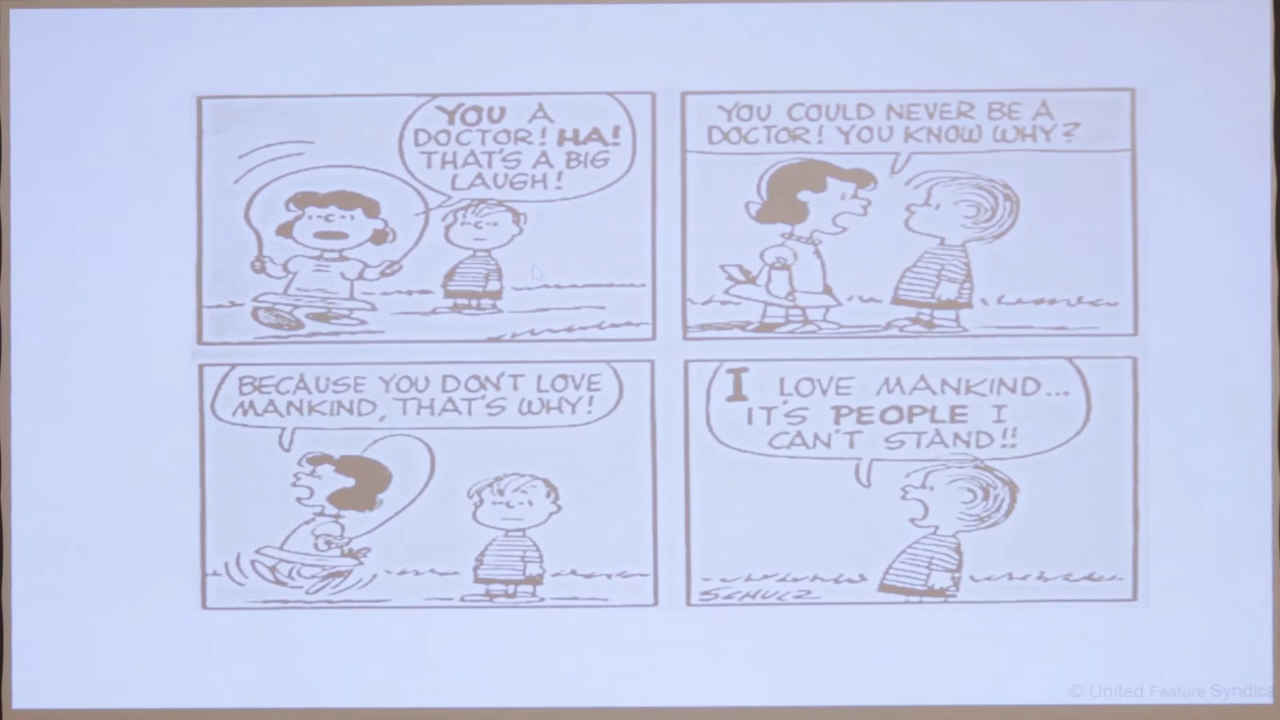 YOU A
DOCTOR! HA!
THAT'S A BIG
LAUGH!
YOU COULD NEVER BE A
DOCTOR! YOU KNOW WHY?
BECAUSE YOU DON'T LOVE
MANKIND, THAT'S WHY!
I LOVE MANKIND...
IT'S PEOPLE I
CAN'T STAND!!
SCHULZ
© United Feature Syndica